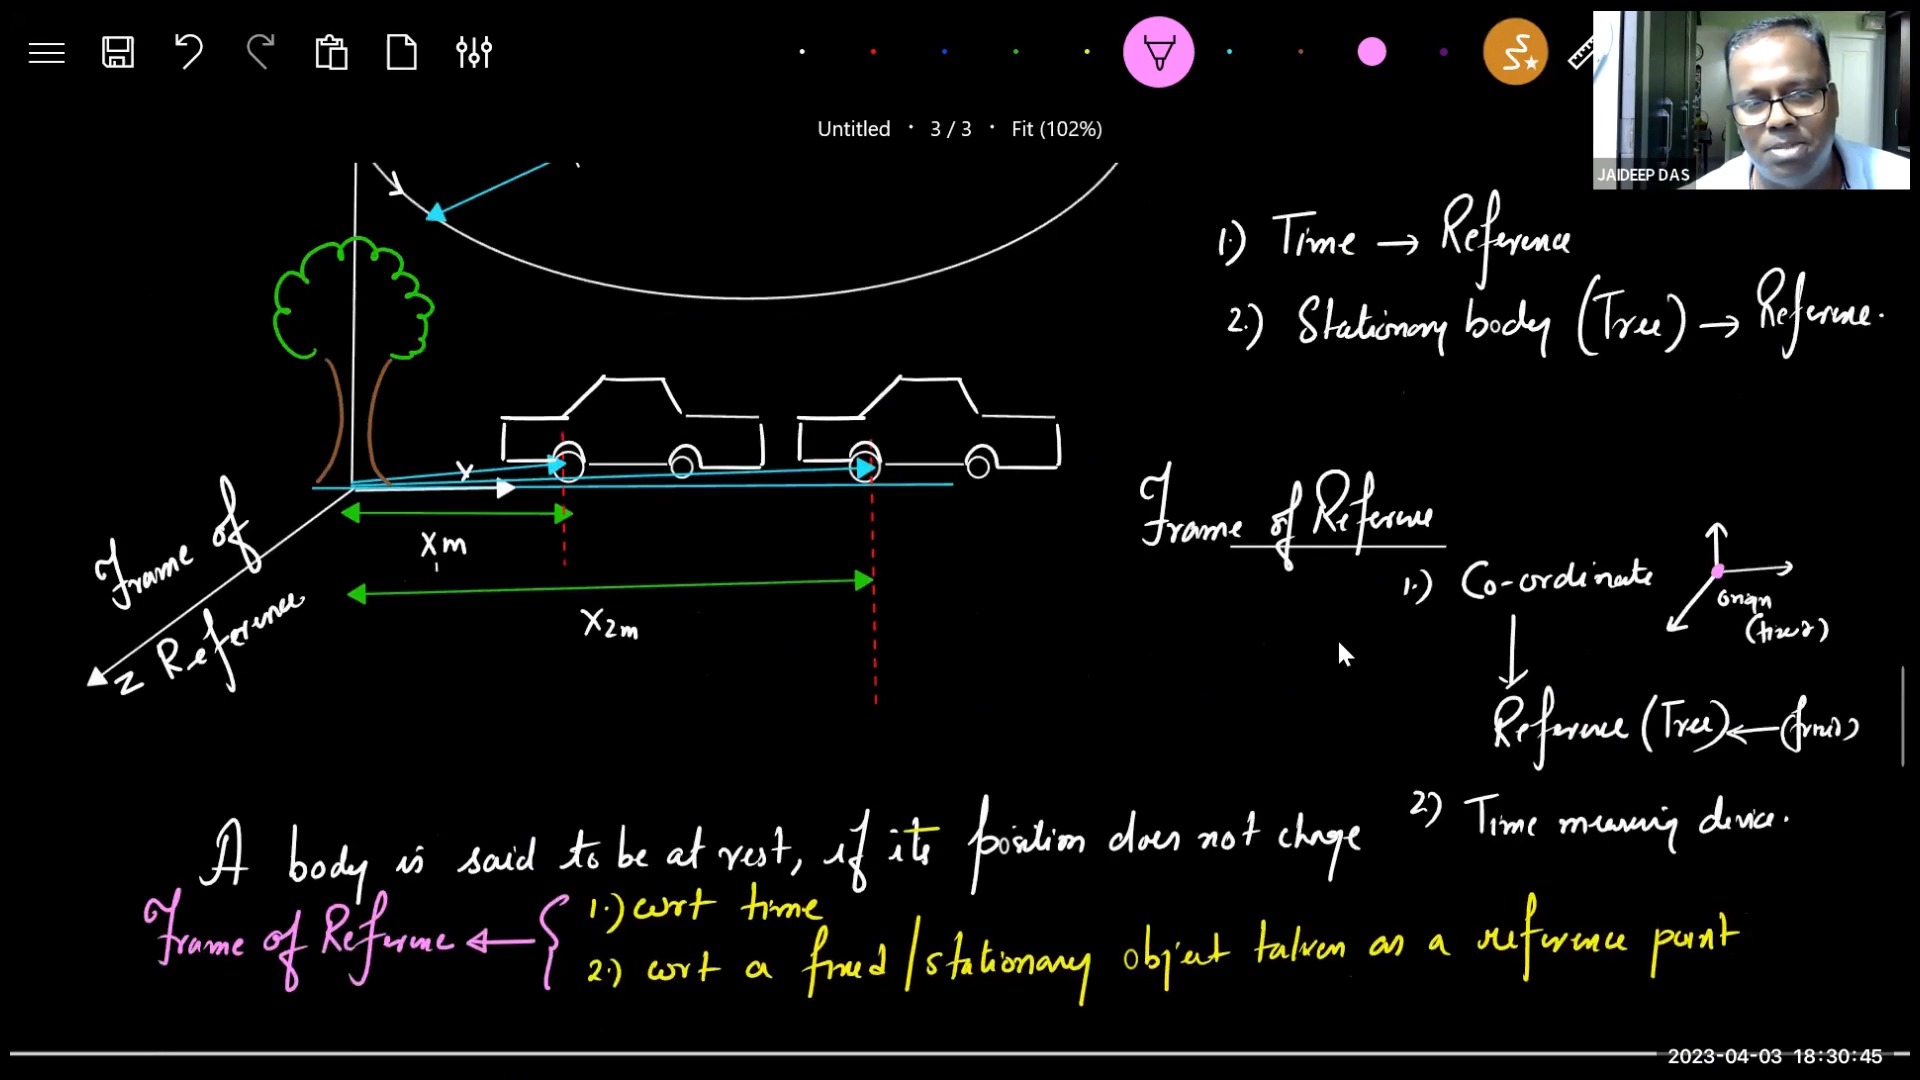 Untitled · 3 / 3 · Fit (102%)
JAIDEEP DAS
1.) Time → Reference
2.) Stationary body (Tree) → Reference.
X
Frame of
Reference
Z
Xm
X2m
Frame of Reference
1.) Co-ordinate
origin
(fixed)
Reference (Tree) ← (fixed)
2) Time measuring device.
A body is said to be at rest, if its position does not change
Frame of Reference ← { 1.) wrt time
2.) wrt a fixed / stationary object taken as a reference point
2023-04-03 18:30:45